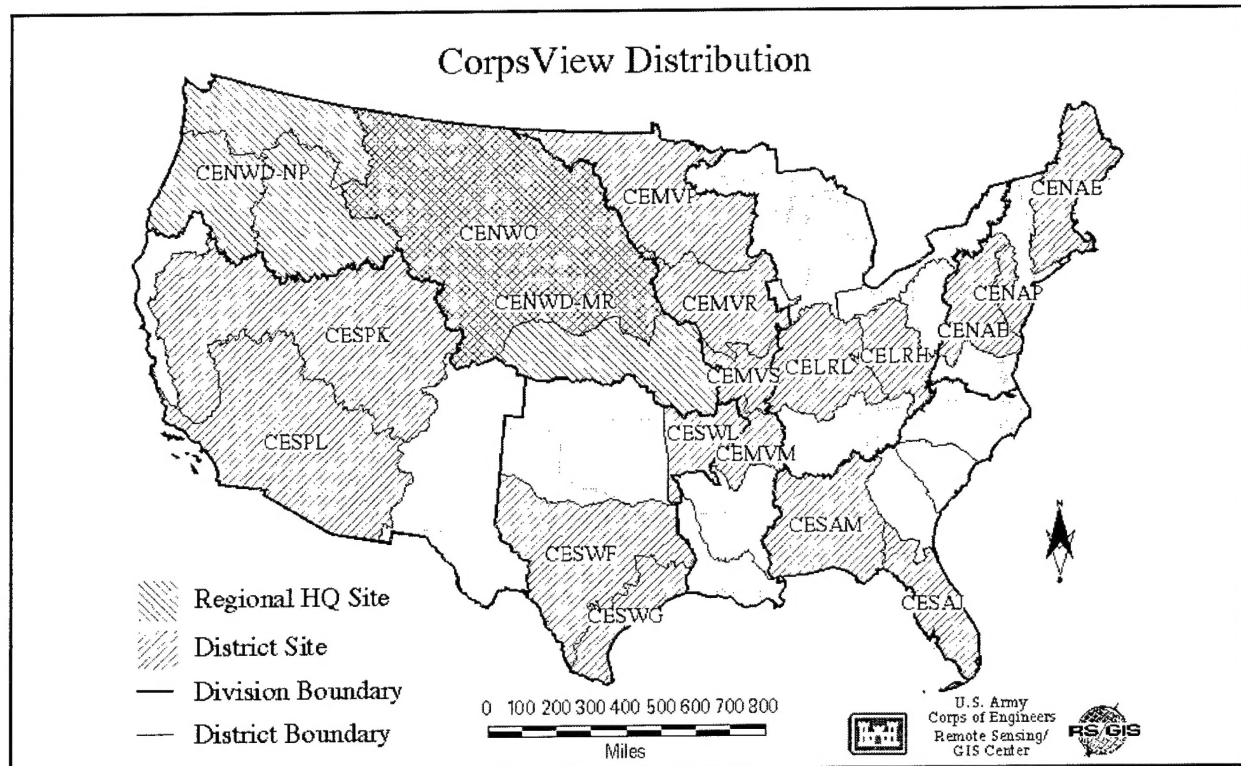 CorpsView Distribution
CENWD-NP
CENWO
CENWD-MR
CEMVP
CEMVR
CEMVS
CESPK
CESPL
CELRL
CELRH
CENAE
CENAP
CENAB
CESWL
CEMVM
CESAM
CESWF
CESWG
CESAJ
N
Regional HQ Site
District Site
Division Boundary
District Boundary
0 100 200 300 400 500 600 700 800
Miles
U.S. Army
Corps of Engineers
Remote Sensing/
GIS Center
RS/GIS